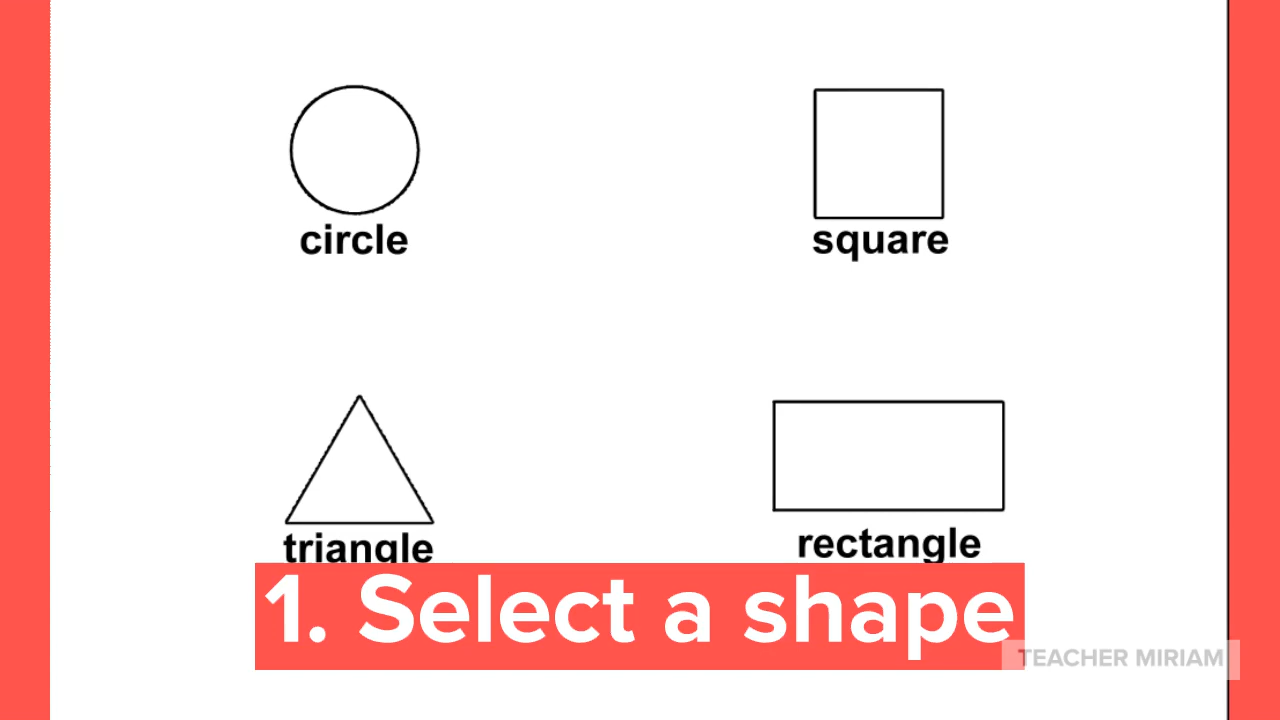 circle
square
triangle
rectangle
1. Select a shape
TEACHER MIRIAM